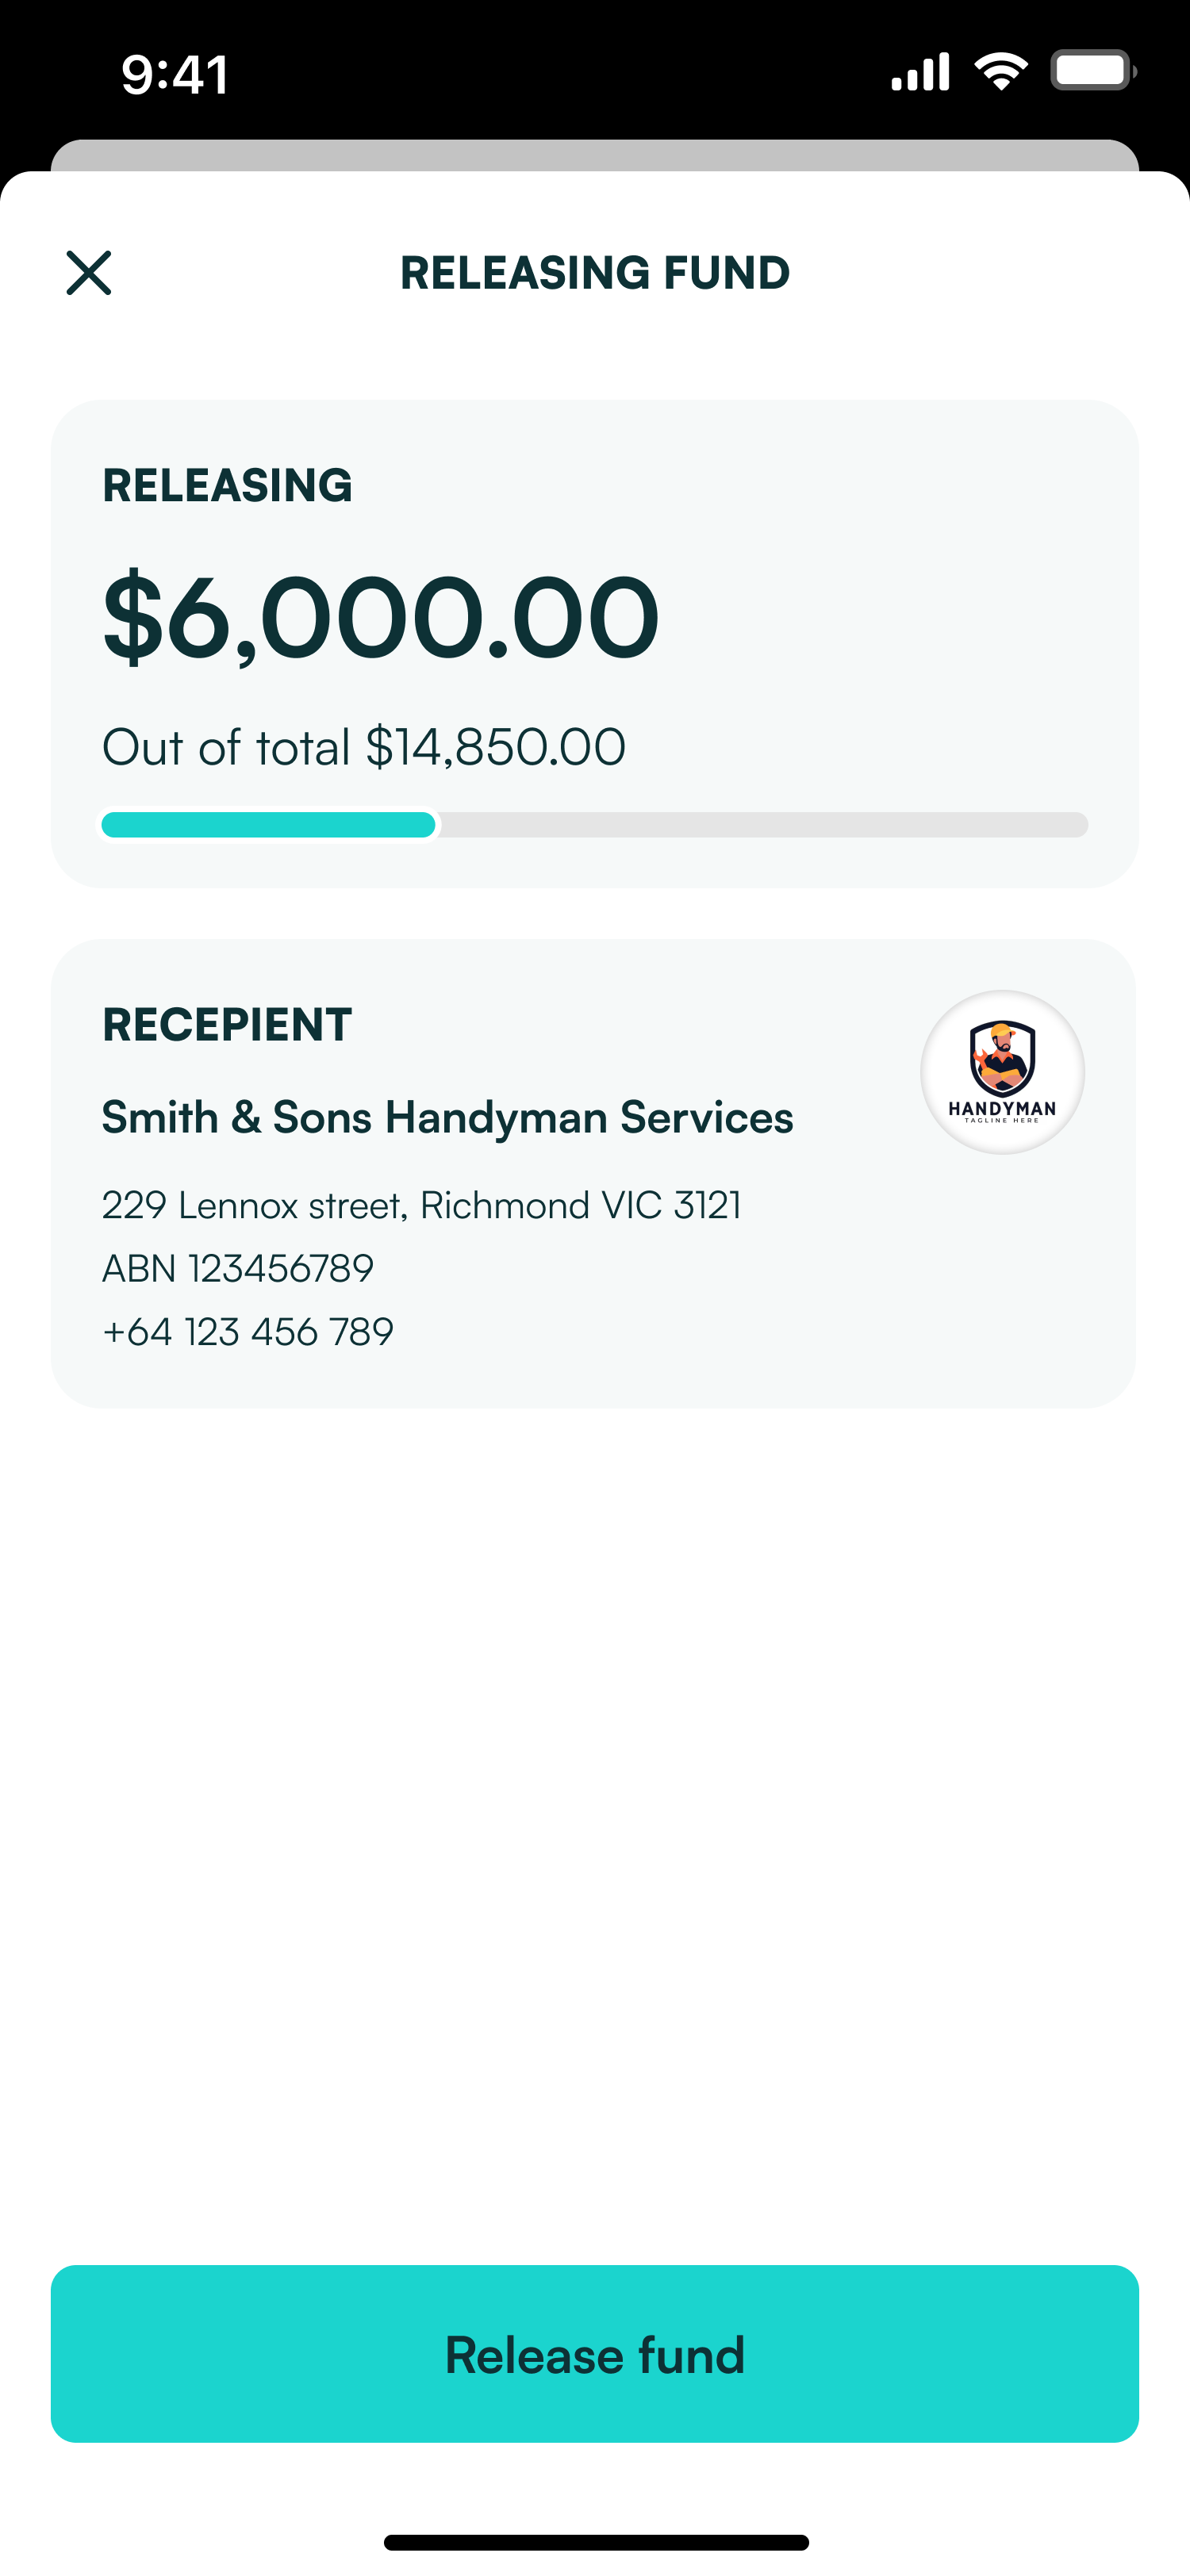 9:41
RELEASING FUND
RELEASING
$6,000.00
Out of total $14,850.00
RECEPIENT
HANDYMAN
TAGLINE HERE
Smith & Sons Handyman Services
229 Lennox street, Richmond VIC 3121
ABN 123456789
+64 123 456 789
Release fund